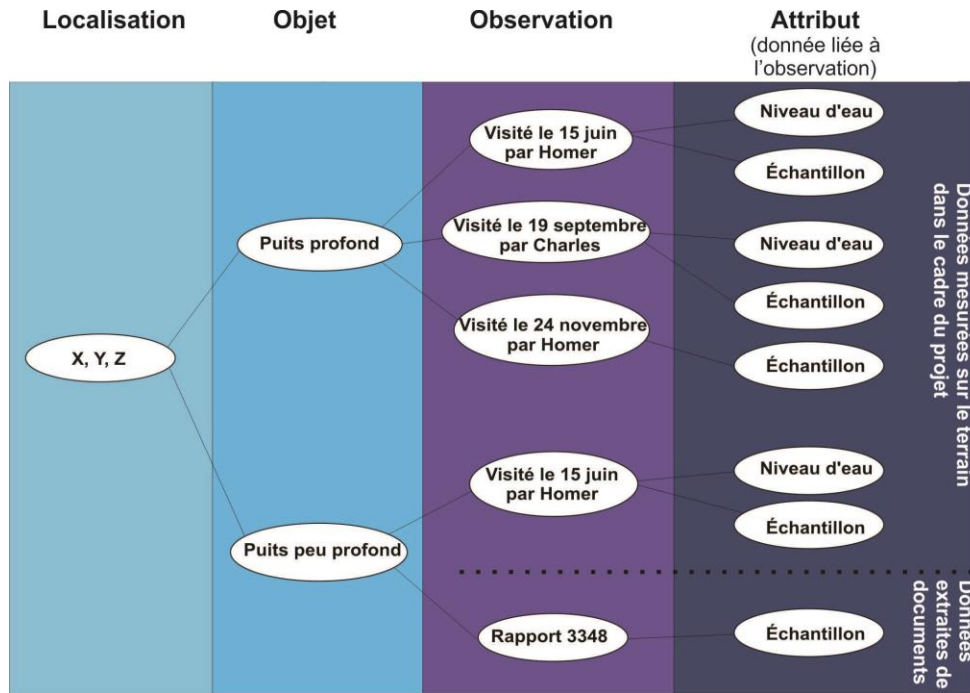 Localisation
Objet
Observation
Attribut
(donnée liée à
l'observation)
X, Y, Z
Puits profond
Puits peu profond
Visité le 15 juin
par Homer
Visité le 19 septembre
par Charles
Visité le 24 novembre
par Homer
Visité le 15 juin
par Homer
Rapport 3348
Niveau d'eau
Échantillon
Niveau d'eau
Échantillon
Échantillon
Niveau d'eau
Échantillon
Échantillon
Données mesurées sur le terrain
dans le cadre du projet
Données
extraites de
documents